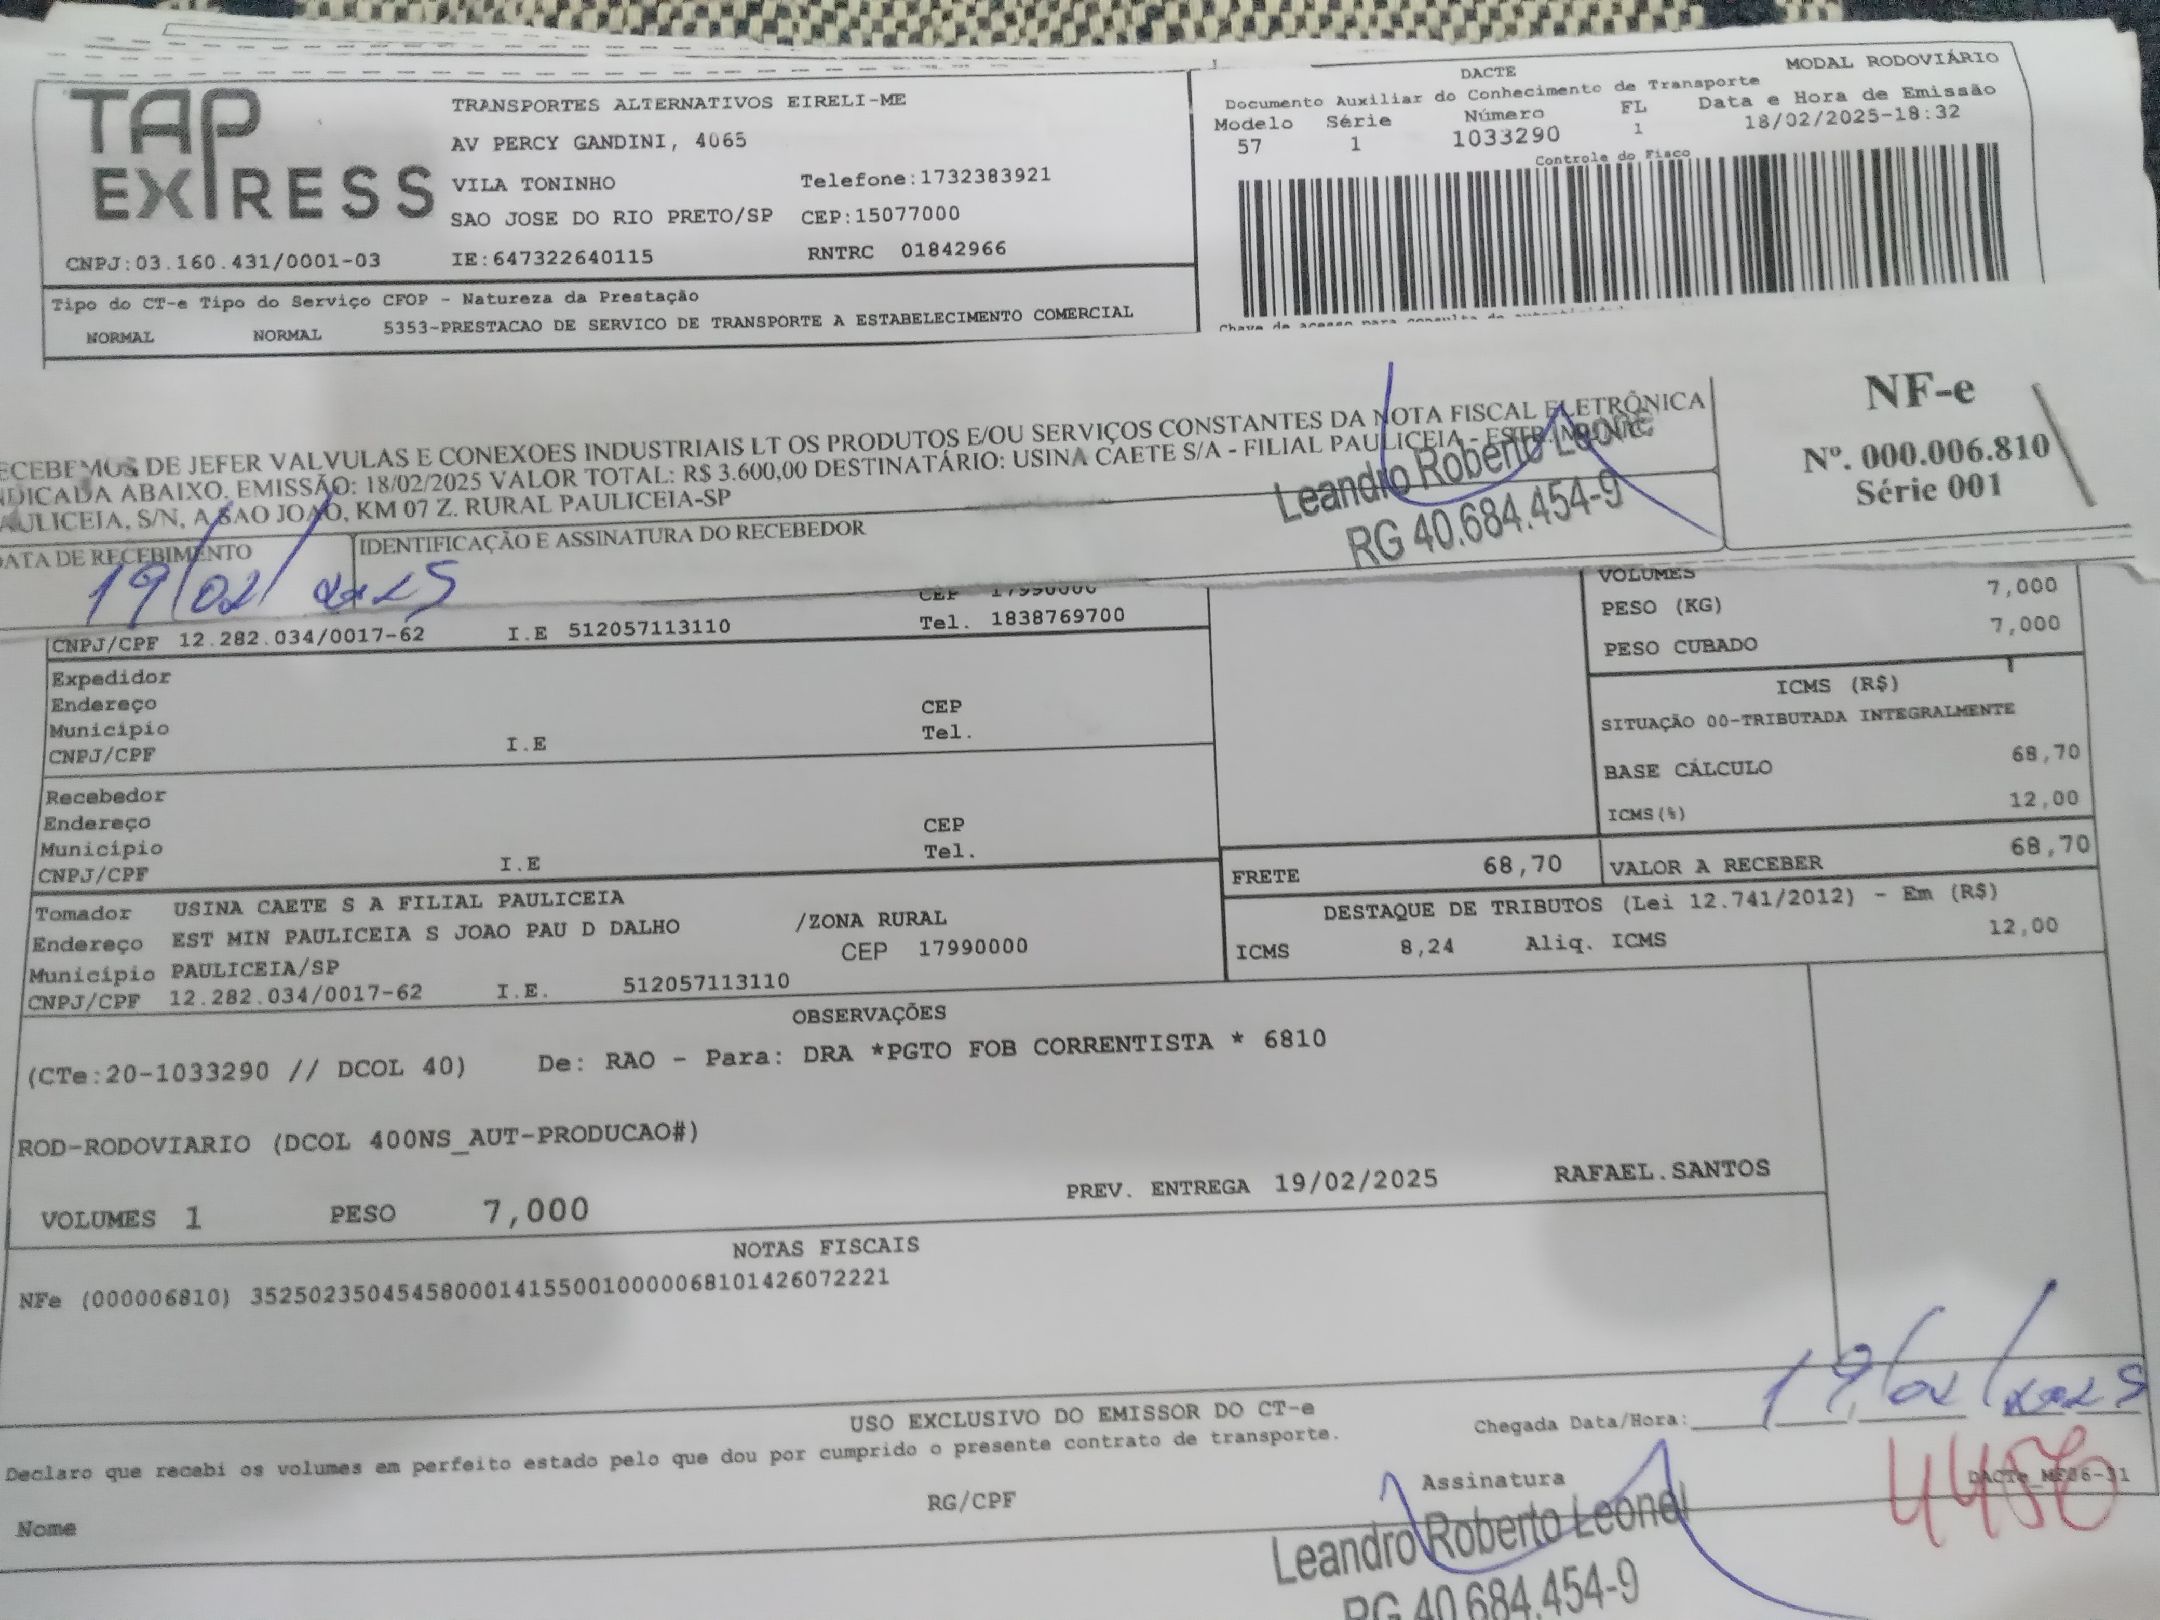 TAP EXPRESS
TRANSPORTES ALTERNATIVOS EIRELI-ME
AV PERCY GANDINI, 4065
VILA TONINHO Telefone:1732383921
SAO JOSE DO RIO PRETO/SP CEP:15077000
CNPJ:03.160.431/0001-03 IE:647322640115 RNTRC 01842966
Tipo do CT-e Tipo do Serviço CFOP - Natureza da Prestação
NORMAL NORMAL 5353-PRESTACAO DE SERVICO DE TRANSPORTE A ESTABELECIMENTO COMERCIAL
DACTE MODAL RODOVIÁRIO
Documento Auxiliar do Conhecimento de Transporte
Modelo Série Número FL Data e Hora de Emissão
57 1 1033290 1 18/02/2025-18:32
Controle do Fisco
Chave de acesso para consulta de
ECEBEMOS DE JEFER VALVULAS E CONEXOES INDUSTRIAIS LT OS PRODUTOS E/OU SERVIÇOS CONSTANTES DA NOTA FISCAL ELETRÔNICA
NDICADA ABAIXO. EMISSÃO: 18/02/2025 VALOR TOTAL: R$ 3.600,00 DESTINATÁRIO: USINA CAETE S/A - FILIAL PAULICEIA -
AULICEIA, S/N, A SAO JOAO, KM 07 Z. RURAL PAULICEIA-SP
NF-e
Nº. 000.006.810
Série 001
Leandro Roberto Leone
RG 40.684.454-9
DATA DE RECEBIMENTO IDENTIFICAÇÃO E ASSINATURA DO RECEBEDOR
19/02/2025
CEP 17990000
CNPJ/CPF 12.282.034/0017-62 I.E 512057113110 Tel. 1838769700
VOLUMES
PESO (KG) 7,000
PESO CUBADO 7,000
Expedidor
Endereço CEP
Município Tel.
CNPJ/CPF I.E
ICMS (R$)
SITUAÇÃO 00-TRIBUTADA INTEGRALMENTE
BASE CÁLCULO 68,70
ICMS(%) 12,00
Recebedor
Endereço CEP
Município Tel.
CNPJ/CPF I.E
FRETE 68,70 VALOR A RECEBER 68,70
Tomador USINA CAETE S A FILIAL PAULICEIA
Endereço EST MIN PAULICEIA S JOAO PAU D DALHO /ZONA RURAL
Município PAULICEIA/SP CEP 17990000
CNPJ/CPF 12.282.034/0017-62 I.E. 512057113110
DESTAQUE DE TRIBUTOS (Lei 12.741/2012) - Em (R$)
ICMS 8,24 Aliq. ICMS 12,00
OBSERVAÇÕES
(CTe:20-1033290 // DCOL 40) De: RAO - Para: DRA *PGTO FOB CORRENTISTA * 6810
ROD-RODOVIARIO (DCOL 400NS_AUT-PRODUCAO#)
VOLUMES 1 PESO 7,000 PREV. ENTREGA 19/02/2025 RAFAEL.SANTOS
NOTAS FISCAIS
NFe (000006810) 35250235045458000141550010000068101426072221
USO EXCLUSIVO DO EMISSOR DO CT-e
Declaro que recebi os volumes em perfeito estado pelo que dou por cumprido o presente contrato de transporte.
Chegada Data/Hora: 19/02/2025
Nome RG/CPF Assinatura
Leandro Roberto Leonel
RG 40.684.454-9